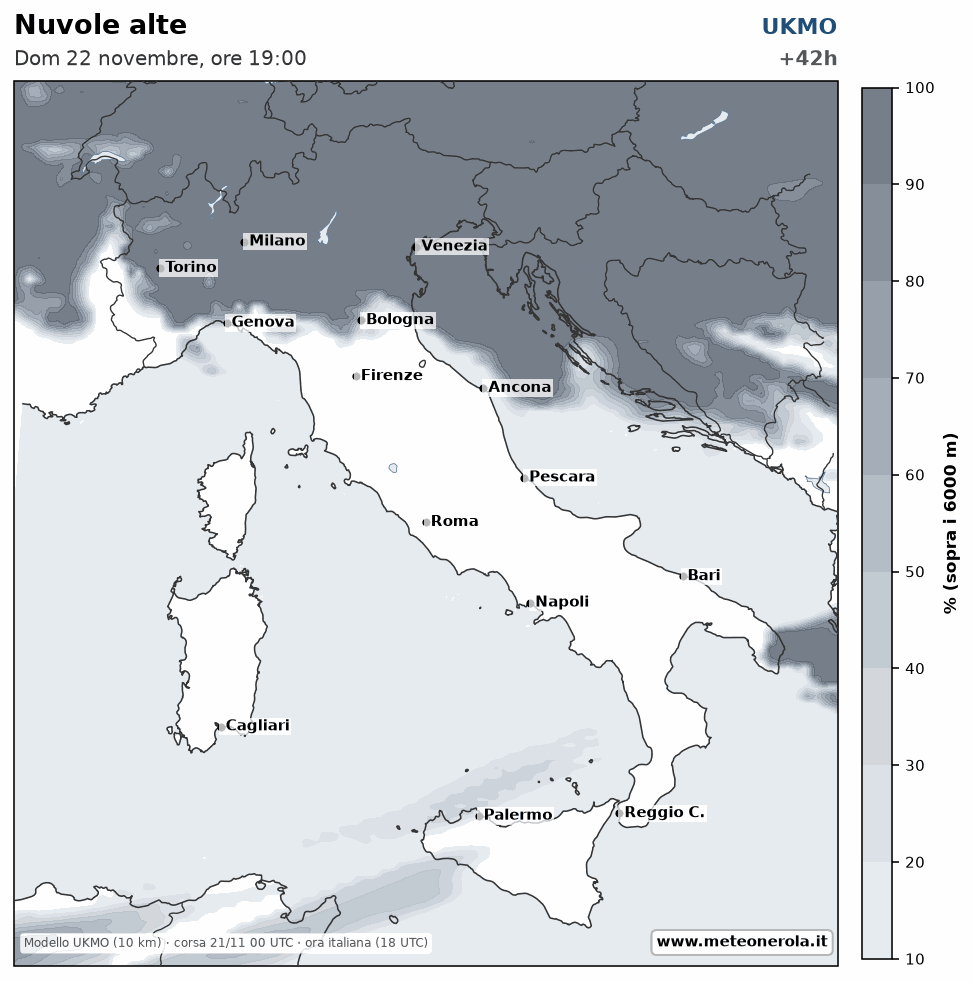 Nuvole alte
UKMO
Dom 22 novembre, ore 19:00
+42h
100
90
80
70
60
50
40
30
20
10
% (sopra i 6000 m)
Milano
Venezia
Torino
Genova
Bologna
Firenze
Ancona
Pescara
Roma
Bari
Napoli
Cagliari
Palermo
Reggio C.
Modello UKMO (10 km) · corsa 21/11 00 UTC · ora italiana (18 UTC)
www.meteonerola.it